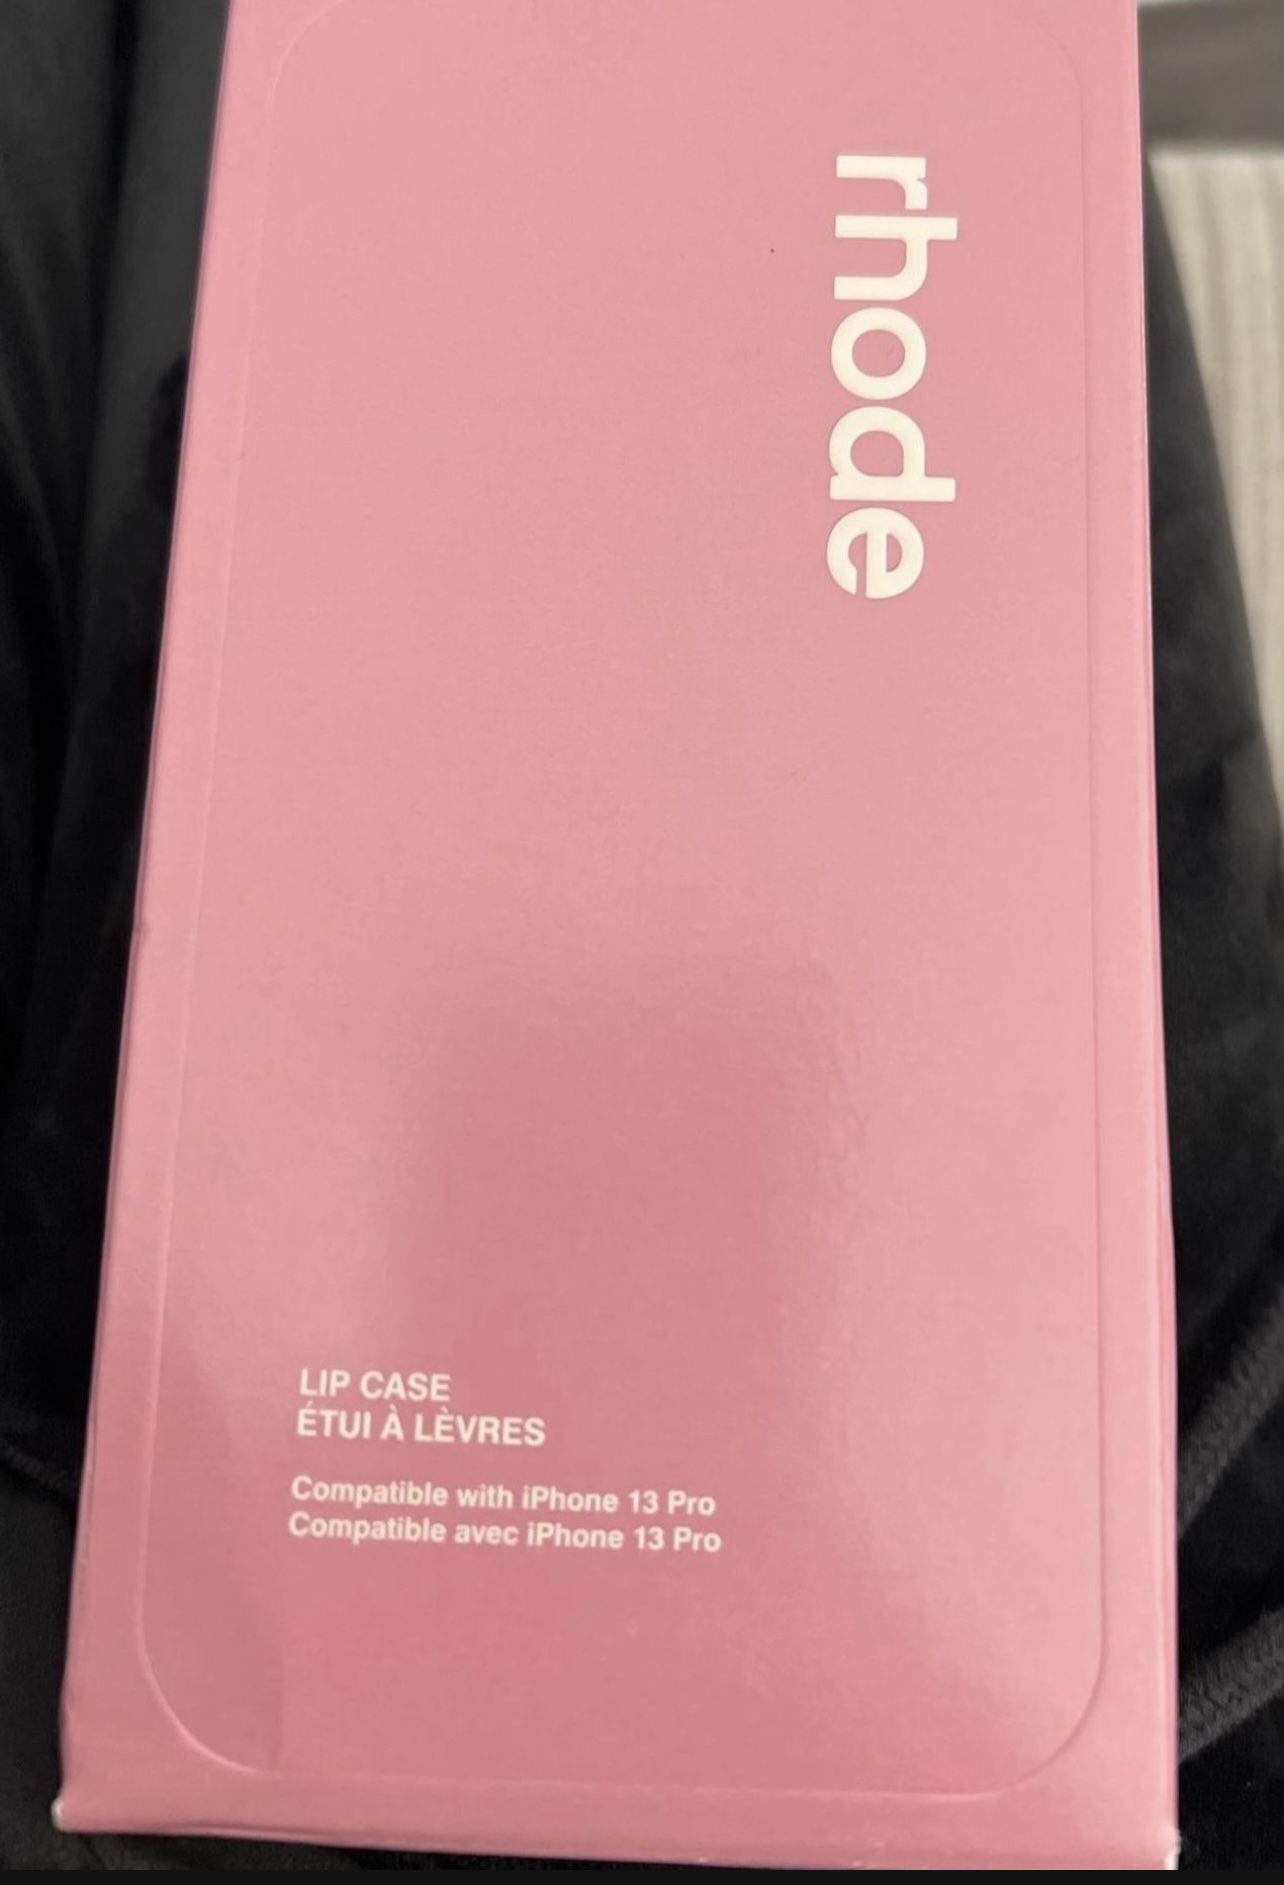 rhode
LIP CASE
ÉTUI À LÈVRES
Compatible with iPhone 13 Pro
Compatible avec iPhone 13 Pro